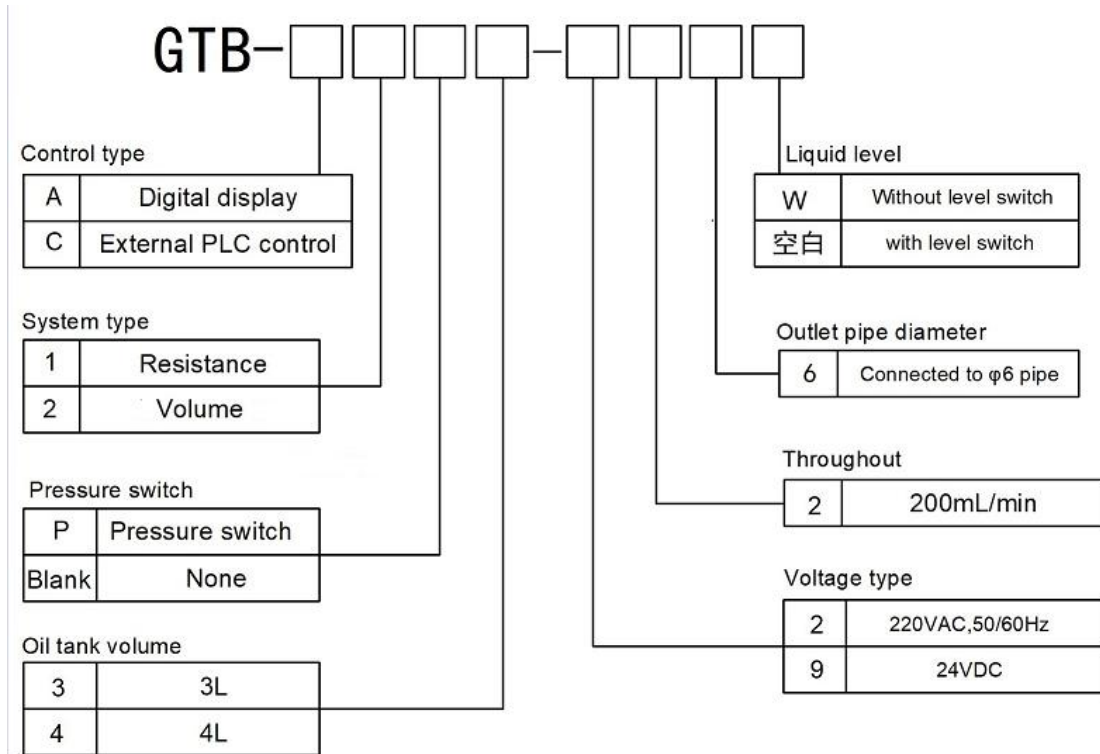 GTB-□□□□-□□□□
Control type
A Digital display
C External PLC control
System type
1 Resistance
2 Volume
Pressure switch
P Pressure switch
Blank None
Oil tank volume
3 3L
4 4L
Liquid level
W Without level switch
空白 with level switch
Outlet pipe diameter
6 Connected to φ6 pipe
Throughout
2 200mL/min
Voltage type
2 220VAC,50/60Hz
9 24VDC